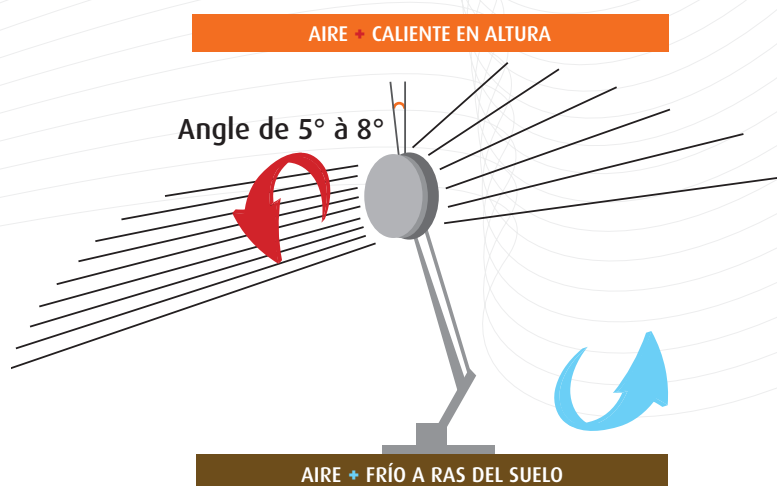 AIRE + CALIENTE EN ALTURA
Angle de 5° à 8°
AIRE + FRÍO A RAS DEL SUELO